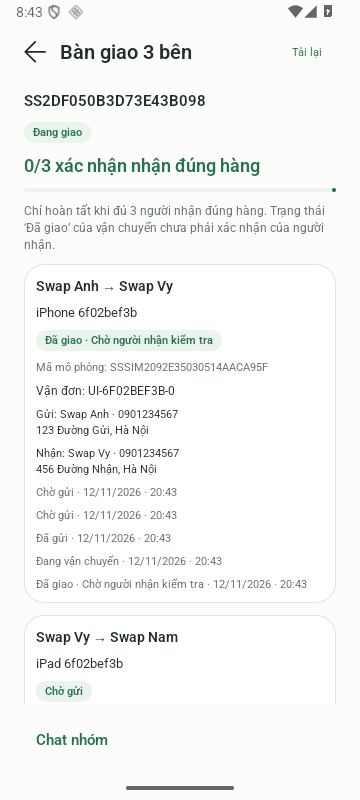 8:43
Bàn giao 3 bên
Tải lại
SS2DF050B3D73E43B098
Đang giao
0/3 xác nhận nhận đúng hàng
Chỉ hoàn tất khi đủ 3 người nhận đúng hàng. Trạng thái
'Đã giao' của vận chuyển chưa phải xác nhận của người
nhận.
Swap Anh → Swap Vy
iPhone 6f02bef3b
Đã giao · Chờ người nhận kiểm tra
Mã mô phỏng: SSSIM2092E35030514AACA95F
Vận đơn: UI-6F02BEF3B-0
Gửi: Swap Anh · 0901234567
123 Đường Gửi, Hà Nội
Nhận: Swap Vy · 0901234567
456 Đường Nhận, Hà Nội
Chờ gửi · 12/11/2026 · 20:43
Chờ gửi · 12/11/2026 · 20:43
Đã gửi · 12/11/2026 · 20:43
Đang vận chuyển · 12/11/2026 · 20:43
Đã giao · Chờ người nhận kiểm tra · 12/11/2026 · 20:43
Swap Vy → Swap Nam
iPad 6f02bef3b
Chờ gửi
Chat nhóm